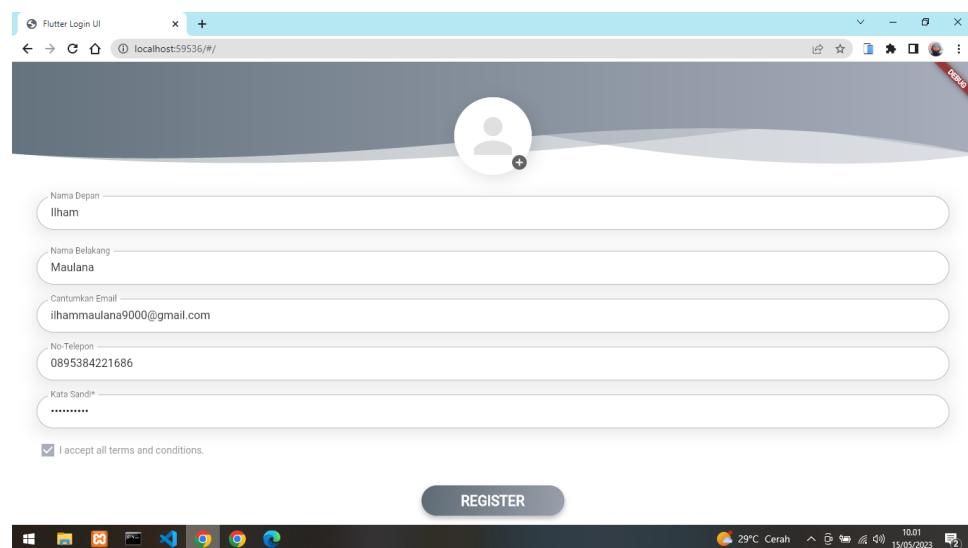 Flutter Login UI
localhost:59536/#/
DEBUG
Nama Depan
Ilham
Nama Belakang
Maulana
Cantumkan Email
ilhammaulana9000@gmail.com
No-Telepon
0895384221686
Kata Sandi*
••••••••••
I accept all terms and conditions.
REGISTER
29°C Cerah
10.01
15/05/2023
2